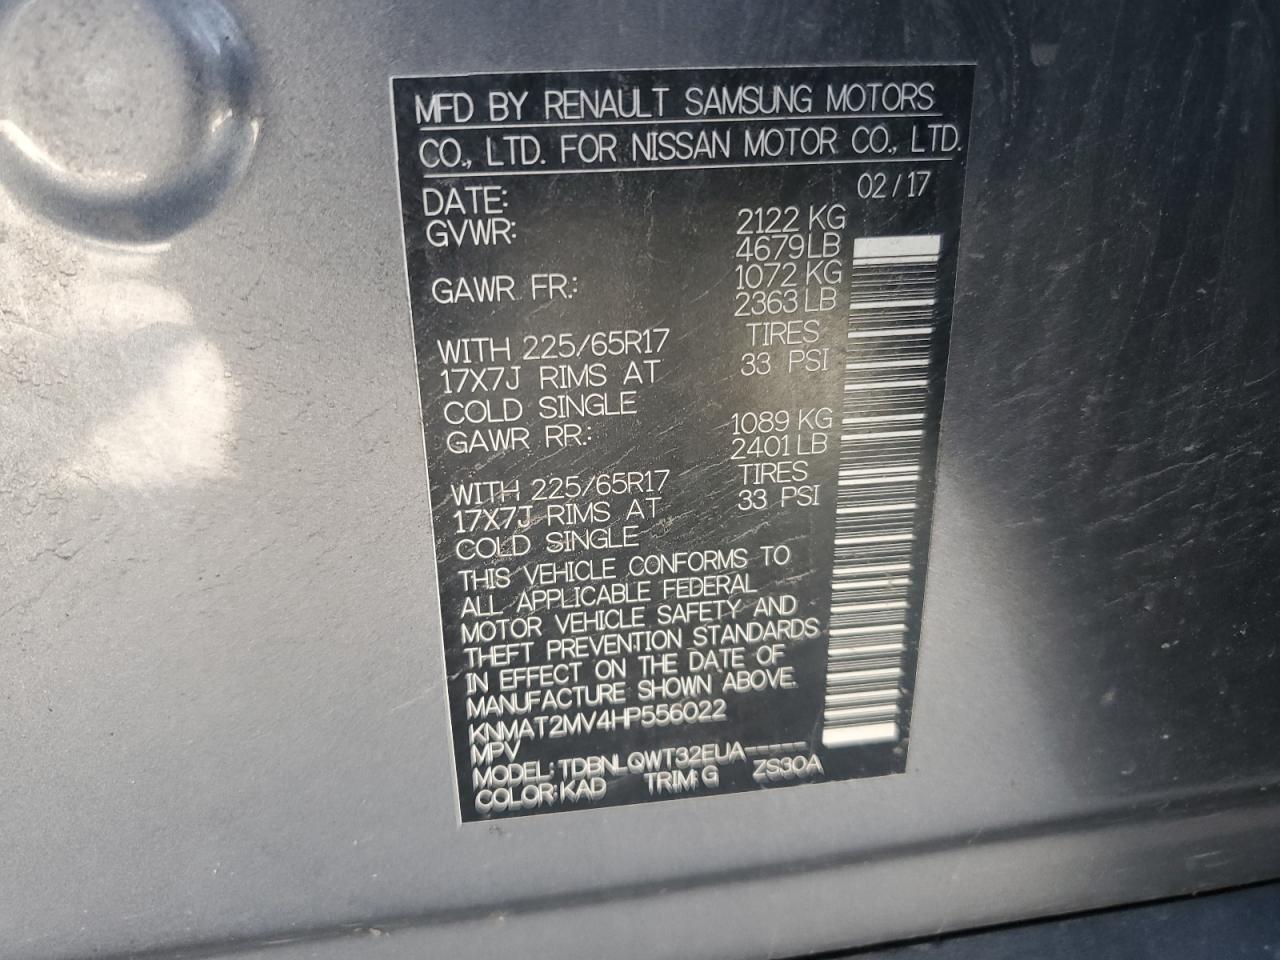 MFD BY RENAULT SAMSUNG MOTORS
CO., LTD. FOR NISSAN MOTOR CO., LTD.
DATE: 02/17
GVWR: 2122 KG
4679 LB
GAWR FR.: 1072 KG
2363 LB
WITH 225/65R17 TIRES
17X7J RIMS AT 33 PSI
COLD SINGLE
GAWR RR.: 1089 KG
2401 LB
WITH 225/65R17 TIRES
17X7J RIMS AT 33 PSI
COLD SINGLE
THIS VEHICLE CONFORMS TO
ALL APPLICABLE FEDERAL
MOTOR VEHICLE SAFETY AND
THEFT PREVENTION STANDARDS
IN EFFECT ON THE DATE OF
MANUFACTURE SHOWN ABOVE.
KNMAT2MV4HP556022
MPV
MODEL: TDBNLQWT32EUA-----
COLOR: KAD TRIM: G ZS30A